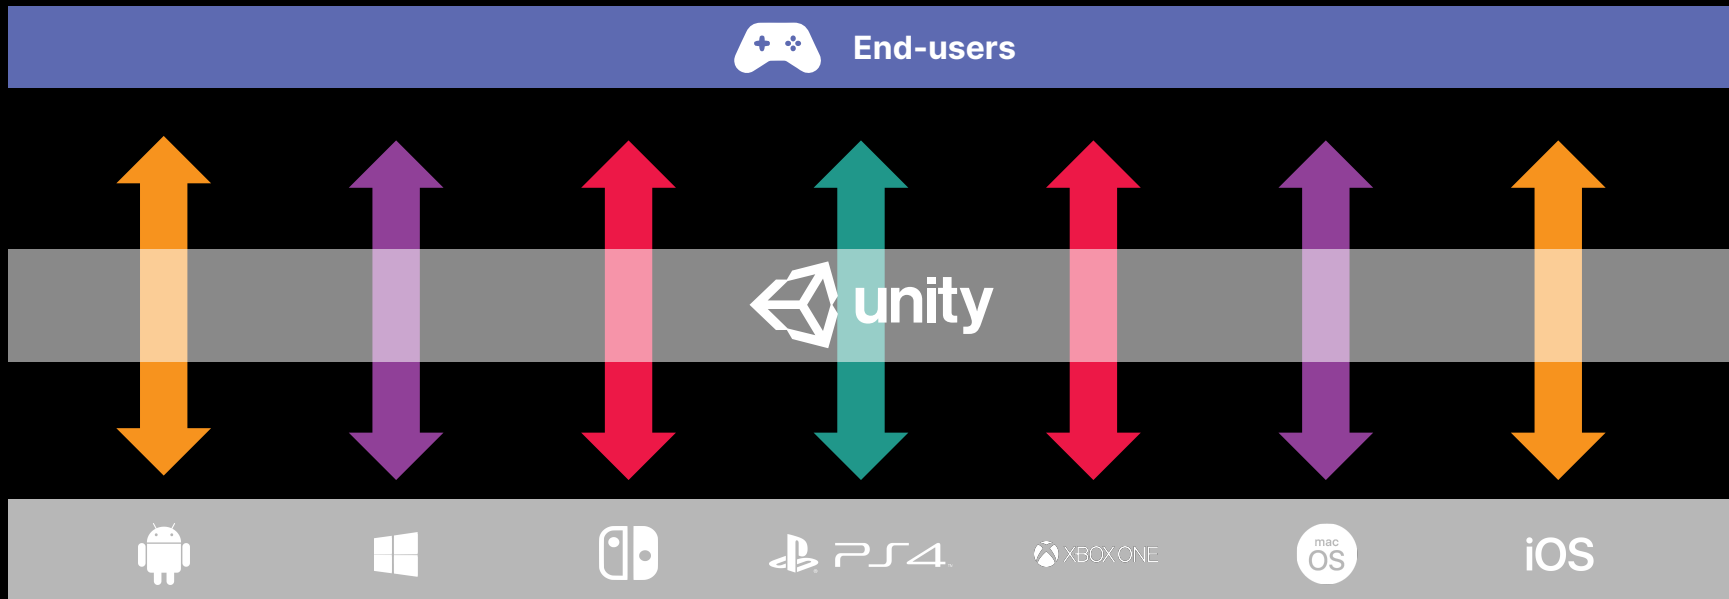 End-users
unity
PS4
XBOX ONE
mac
OS
iOS